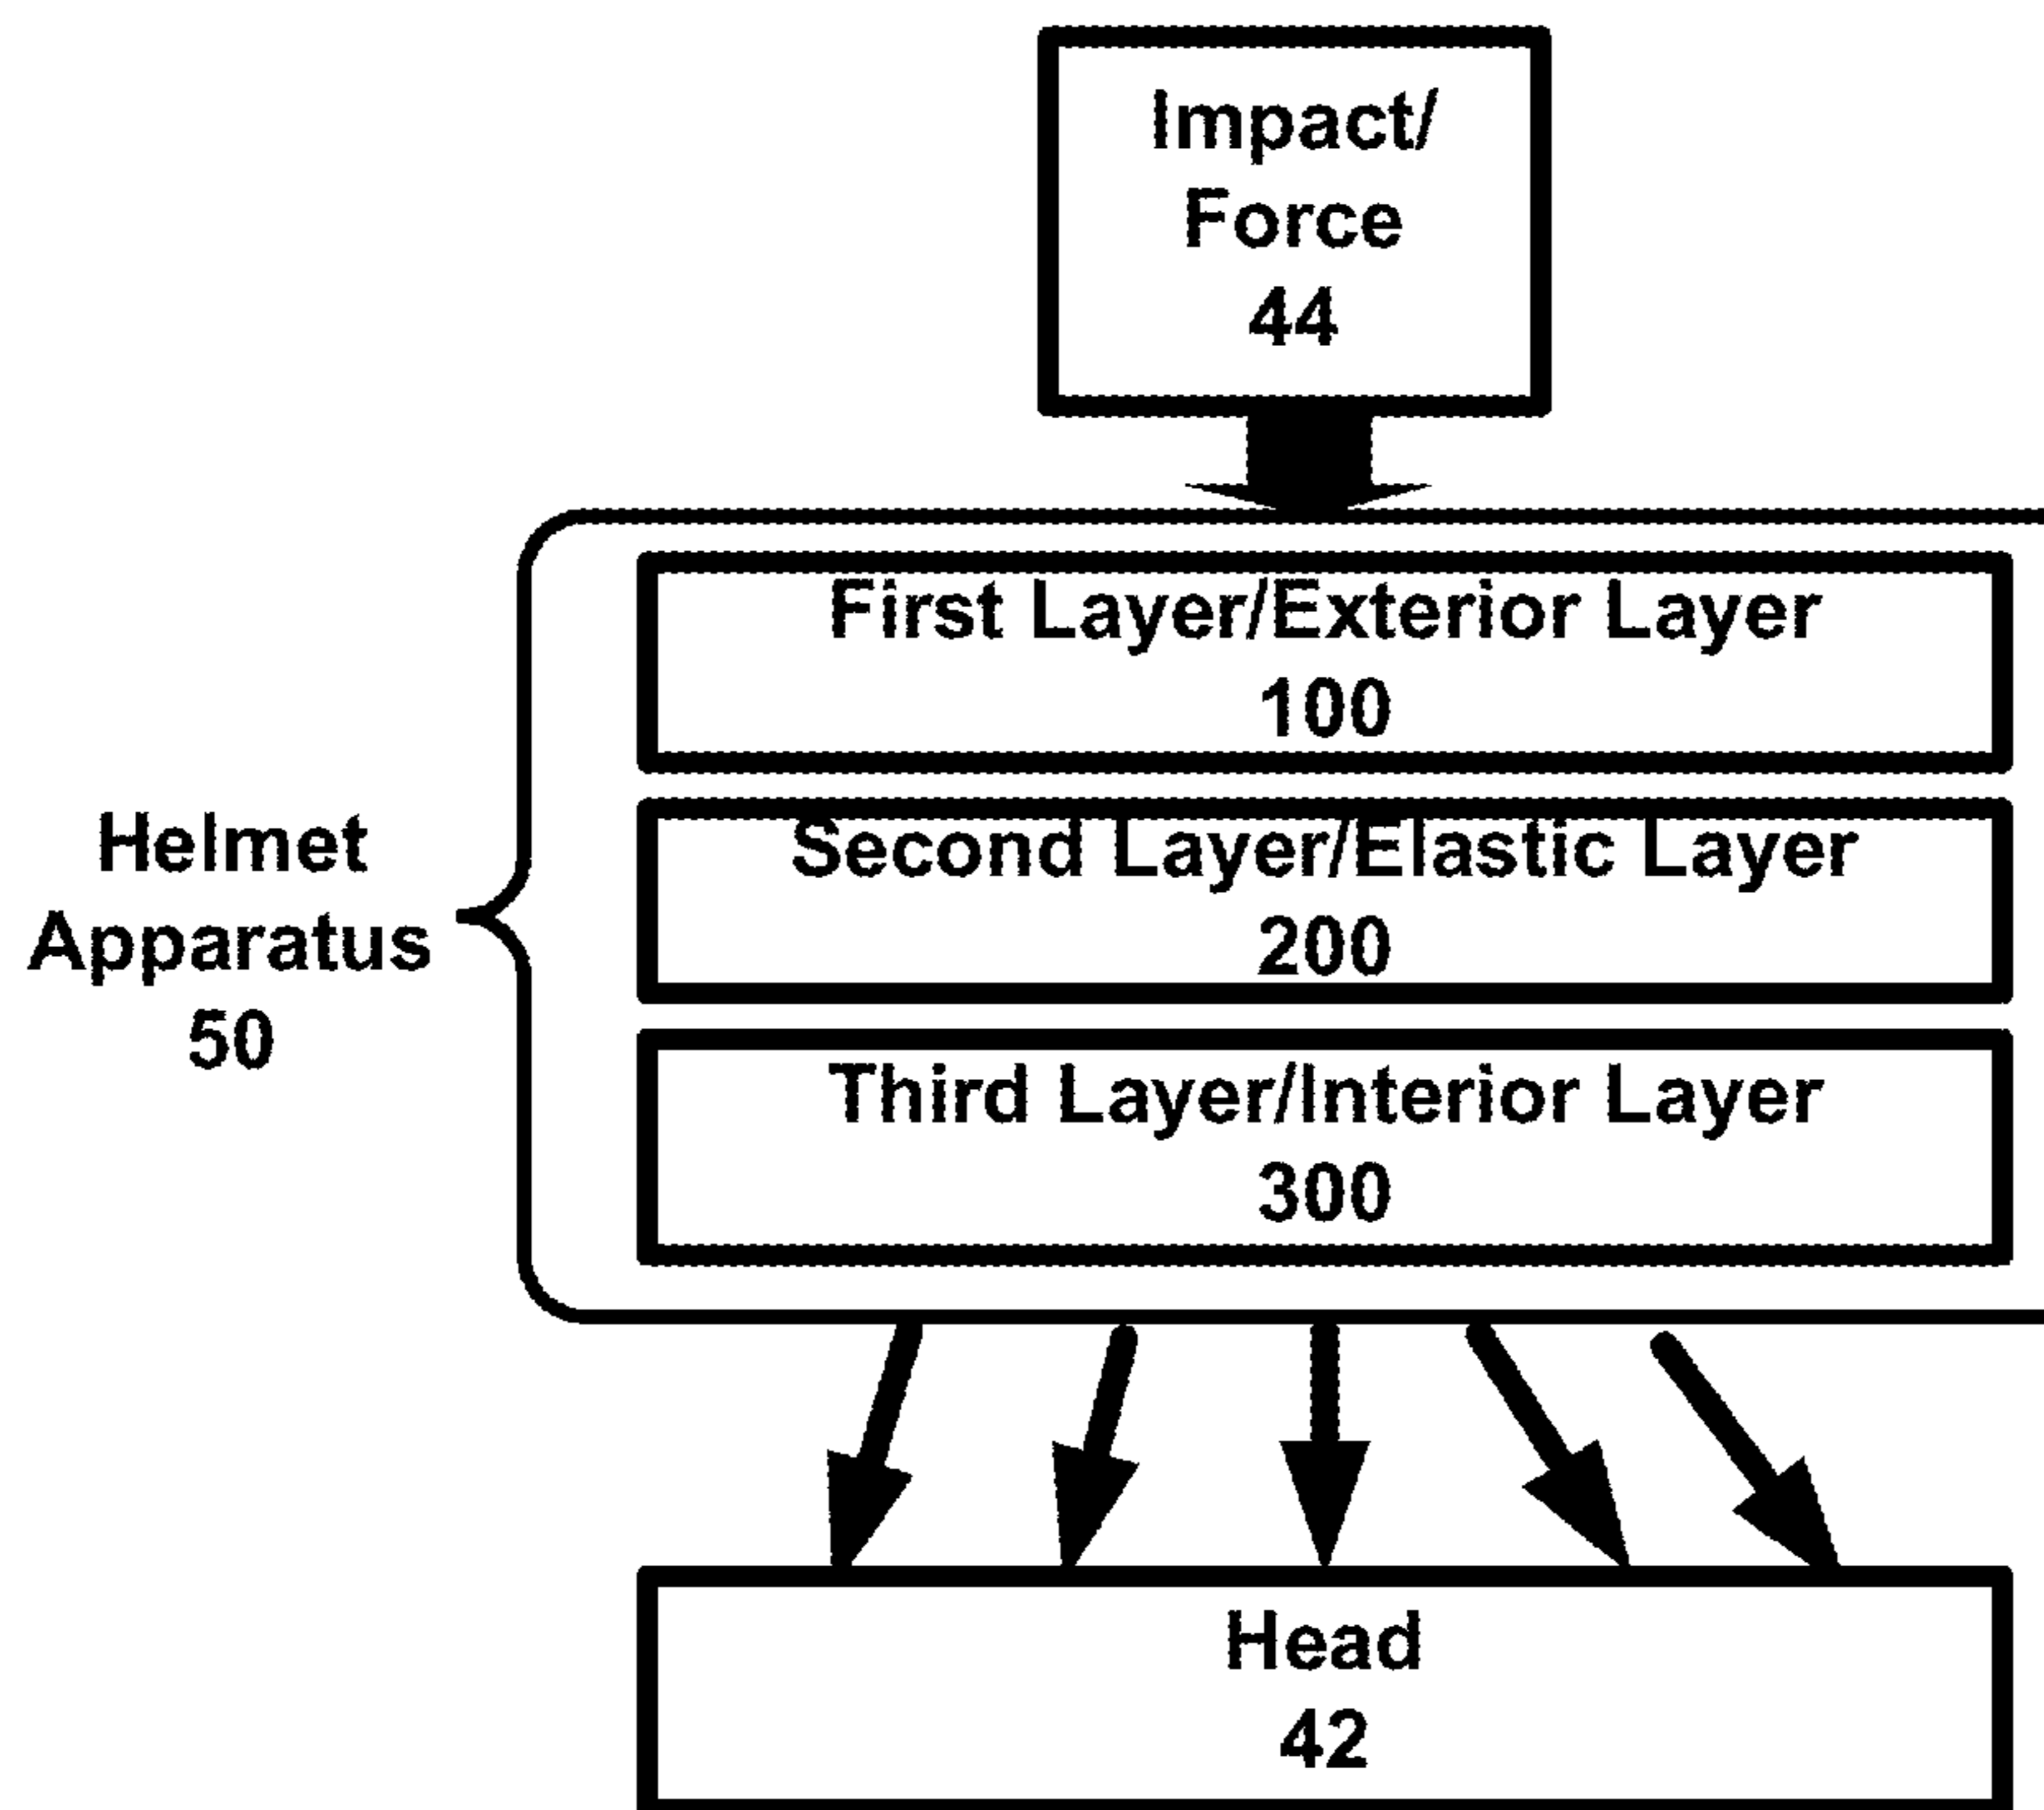 Impact/
Force
44
First Layer/Exterior Layer
100
Second Layer/Elastic Layer
200
Third Layer/Interior Layer
300
Helmet
Apparatus
50
Head
42